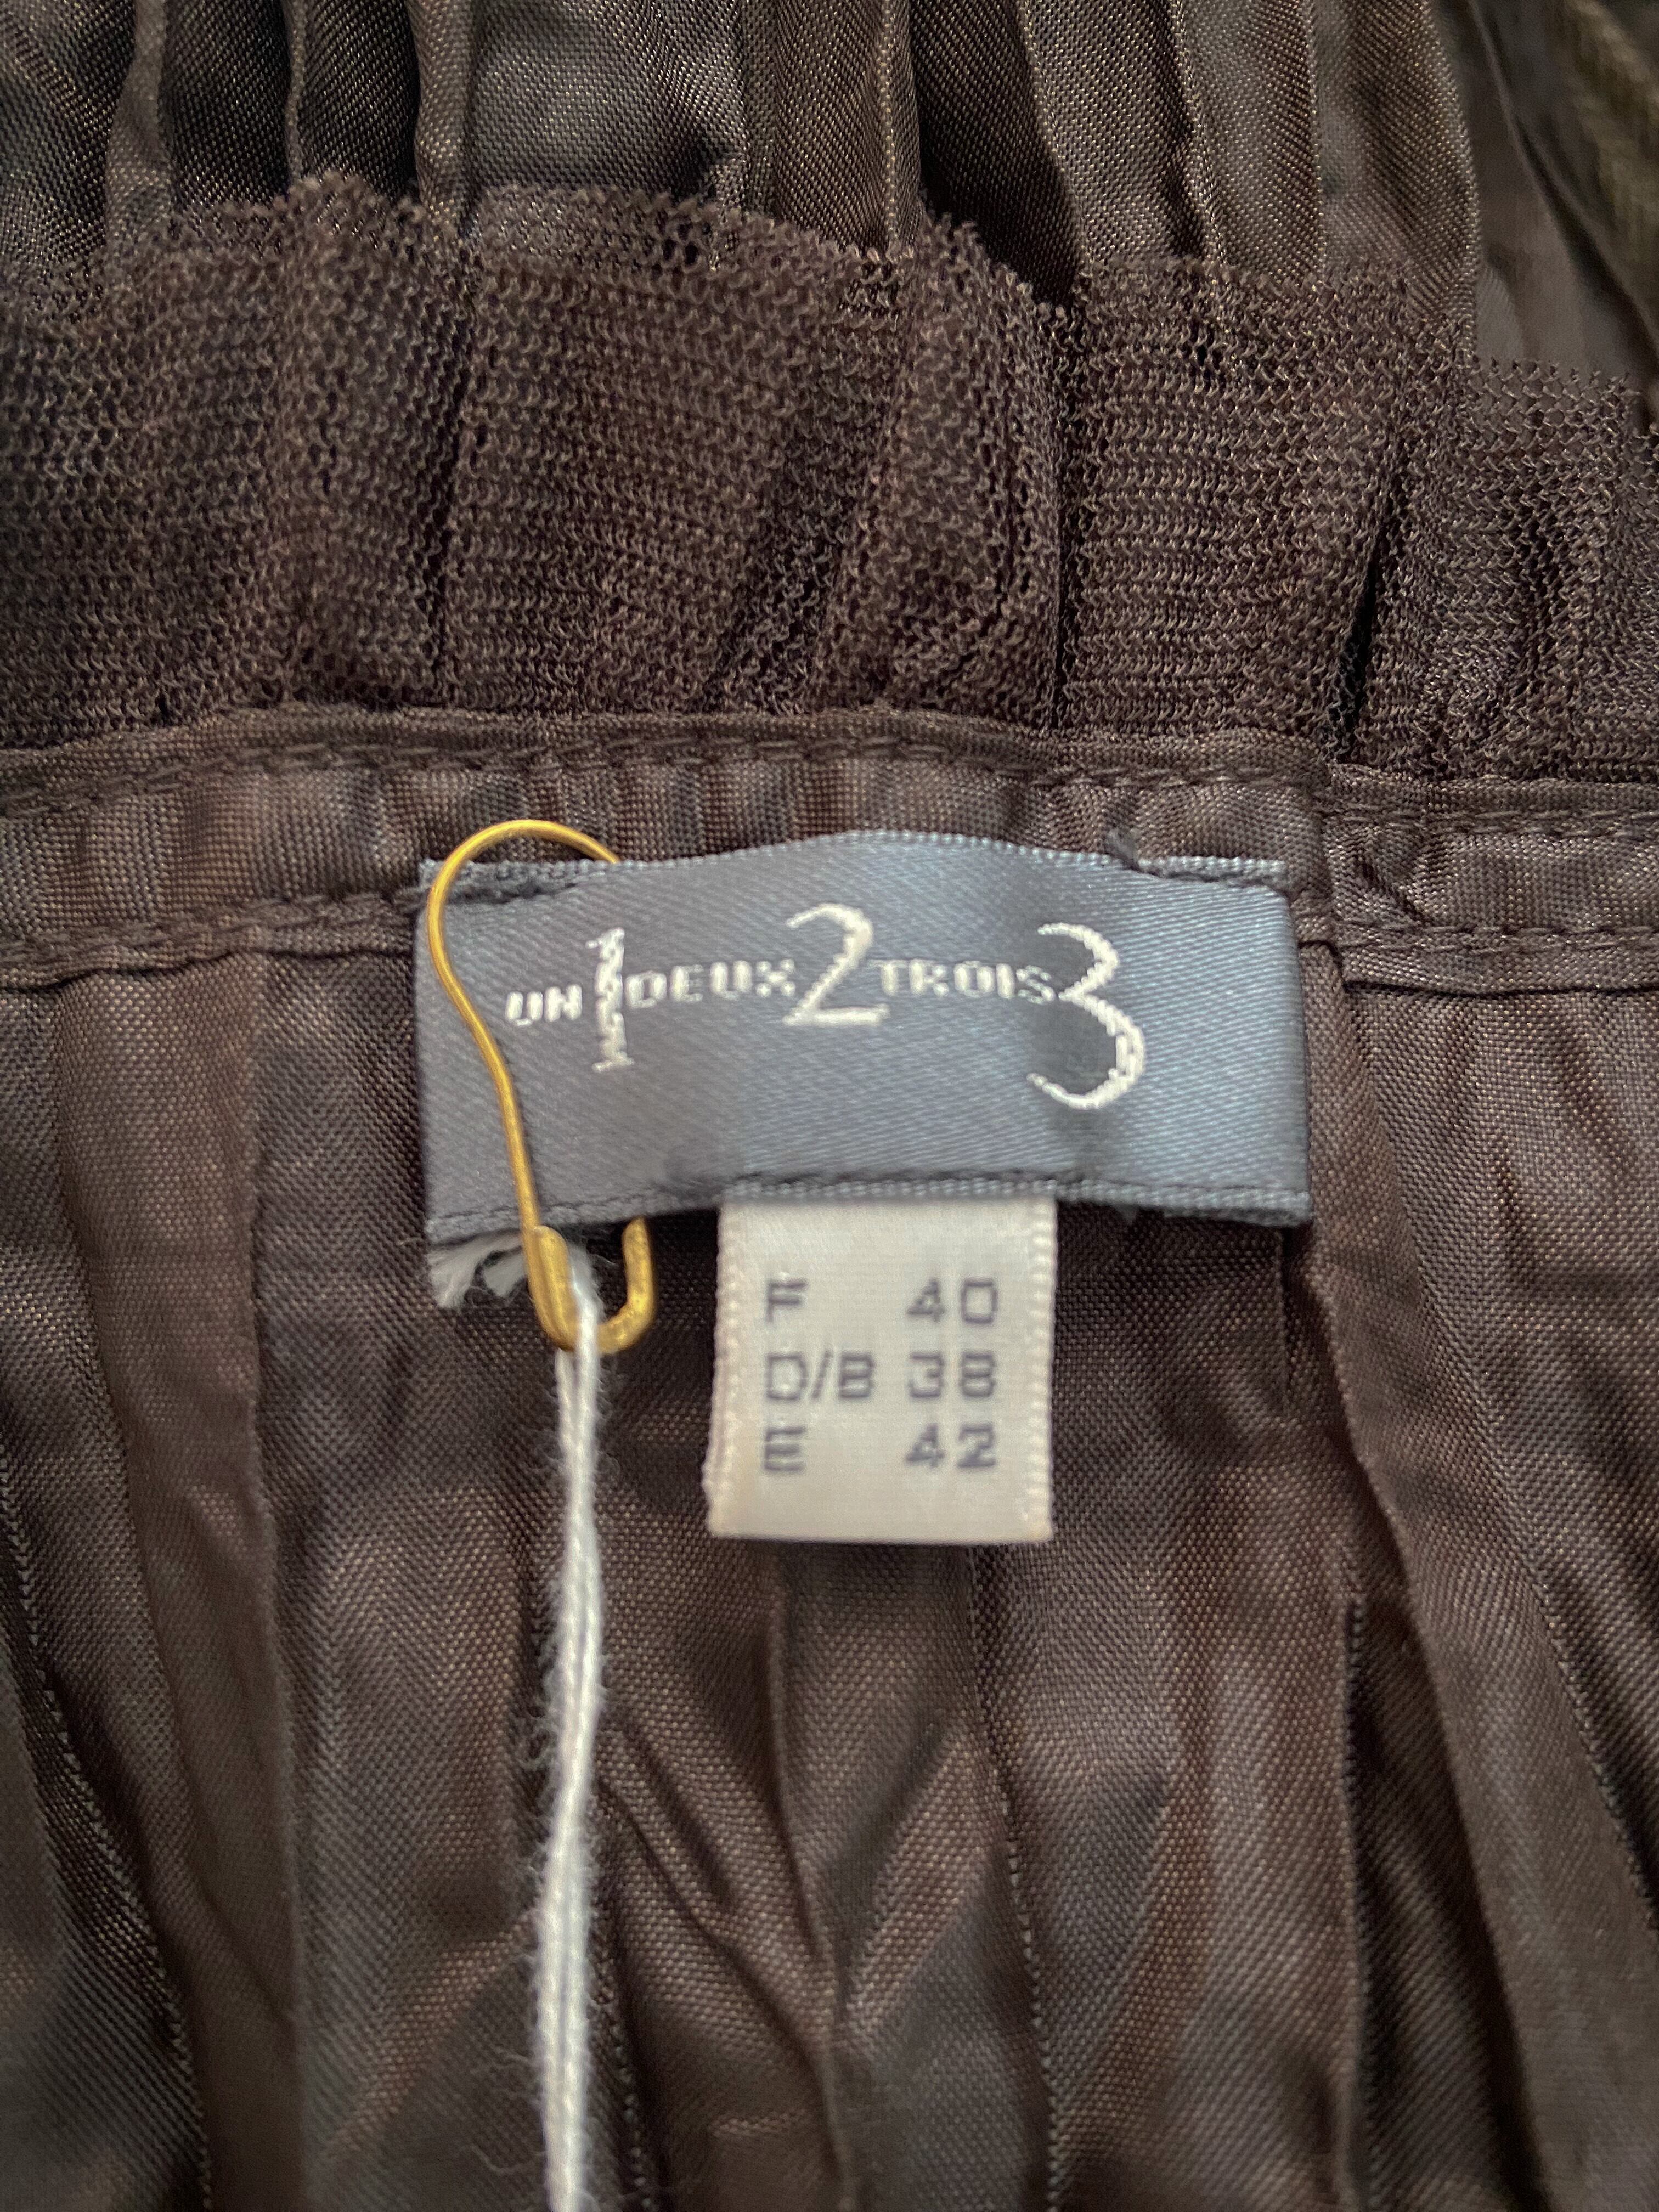 UN 1 DEUX 2 TROIS 3
F 40
D/B 38
E 42